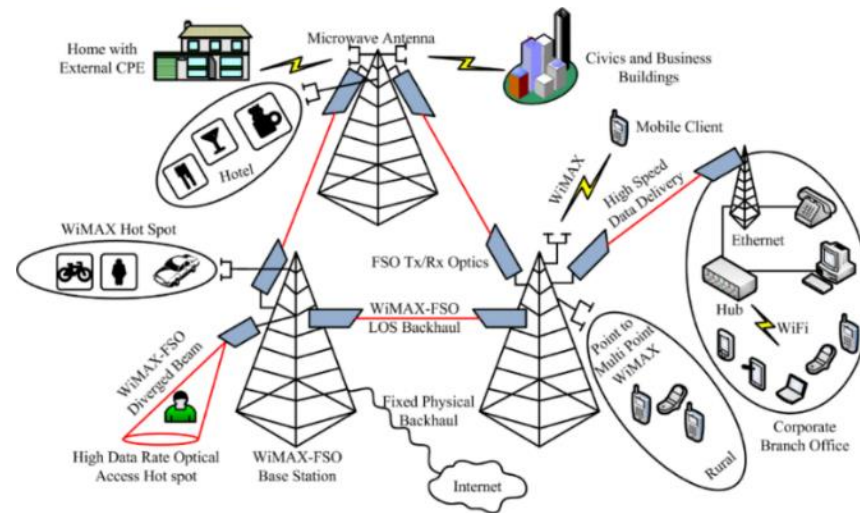 Home with
External CPE
Microwave Antenna
Civics and Business
Buildings
Mobile Client
Hotel
WiMAX
High Speed
Data Delivery
WiMAX Hot Spot
FSO Tx/Rx Optics
Ethernet
Hub
WiFi
WiMAX-FSO
LOS Backhaul
WiMAX-FSO
Diverged Beam
Point to
Multi Point
WiMAX
Fixed Physical
Backhaul
Corporate
Branch Office
High Data Rate Optical
Access Hot spot
WiMAX-FSO
Base Station
Internet
Rural